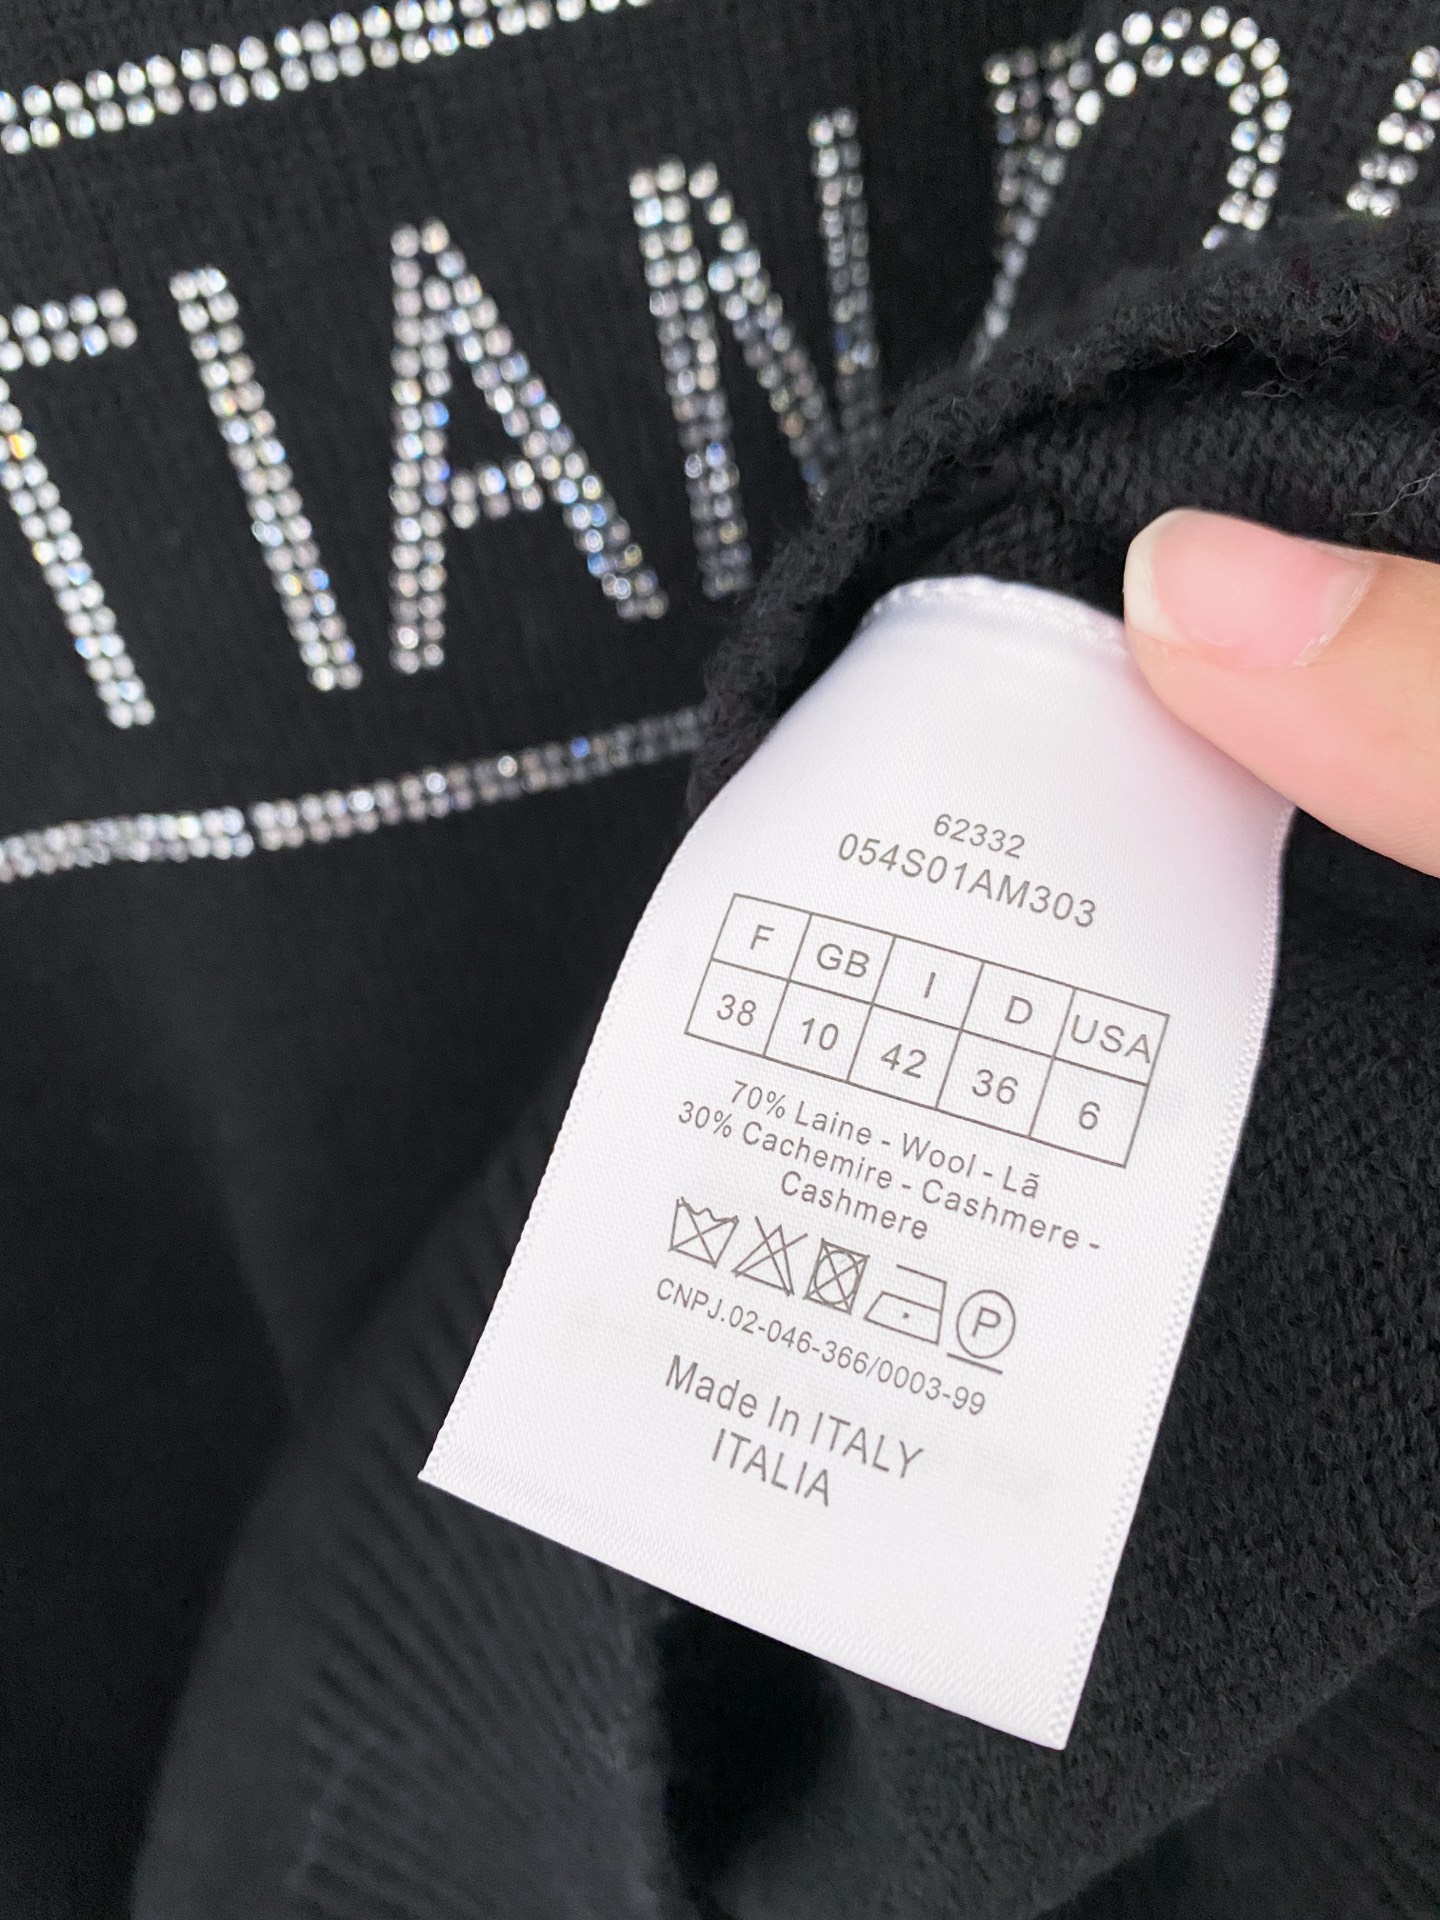 TIAN
62332
054S01AM303
F GB I D USA
38 10 42 36 6
70% Laine - Wool - Lã
30% Cachemire - Cashmere -
Cashmere
P
CNPJ.02-046-366/0003-99
Made In ITALY
ITALIA